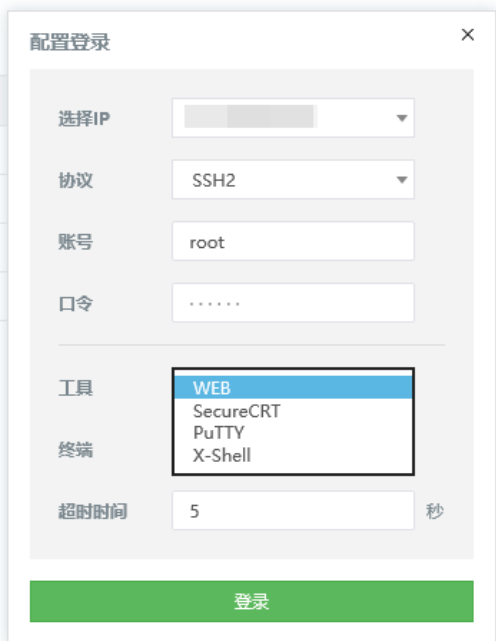 配置登录 ×
选择IP
协议 SSH2
账号 root
口令 ······
工具 WEB
SecureCRT
PuTTY
终端 X-Shell
超时时间 5 秒
登录